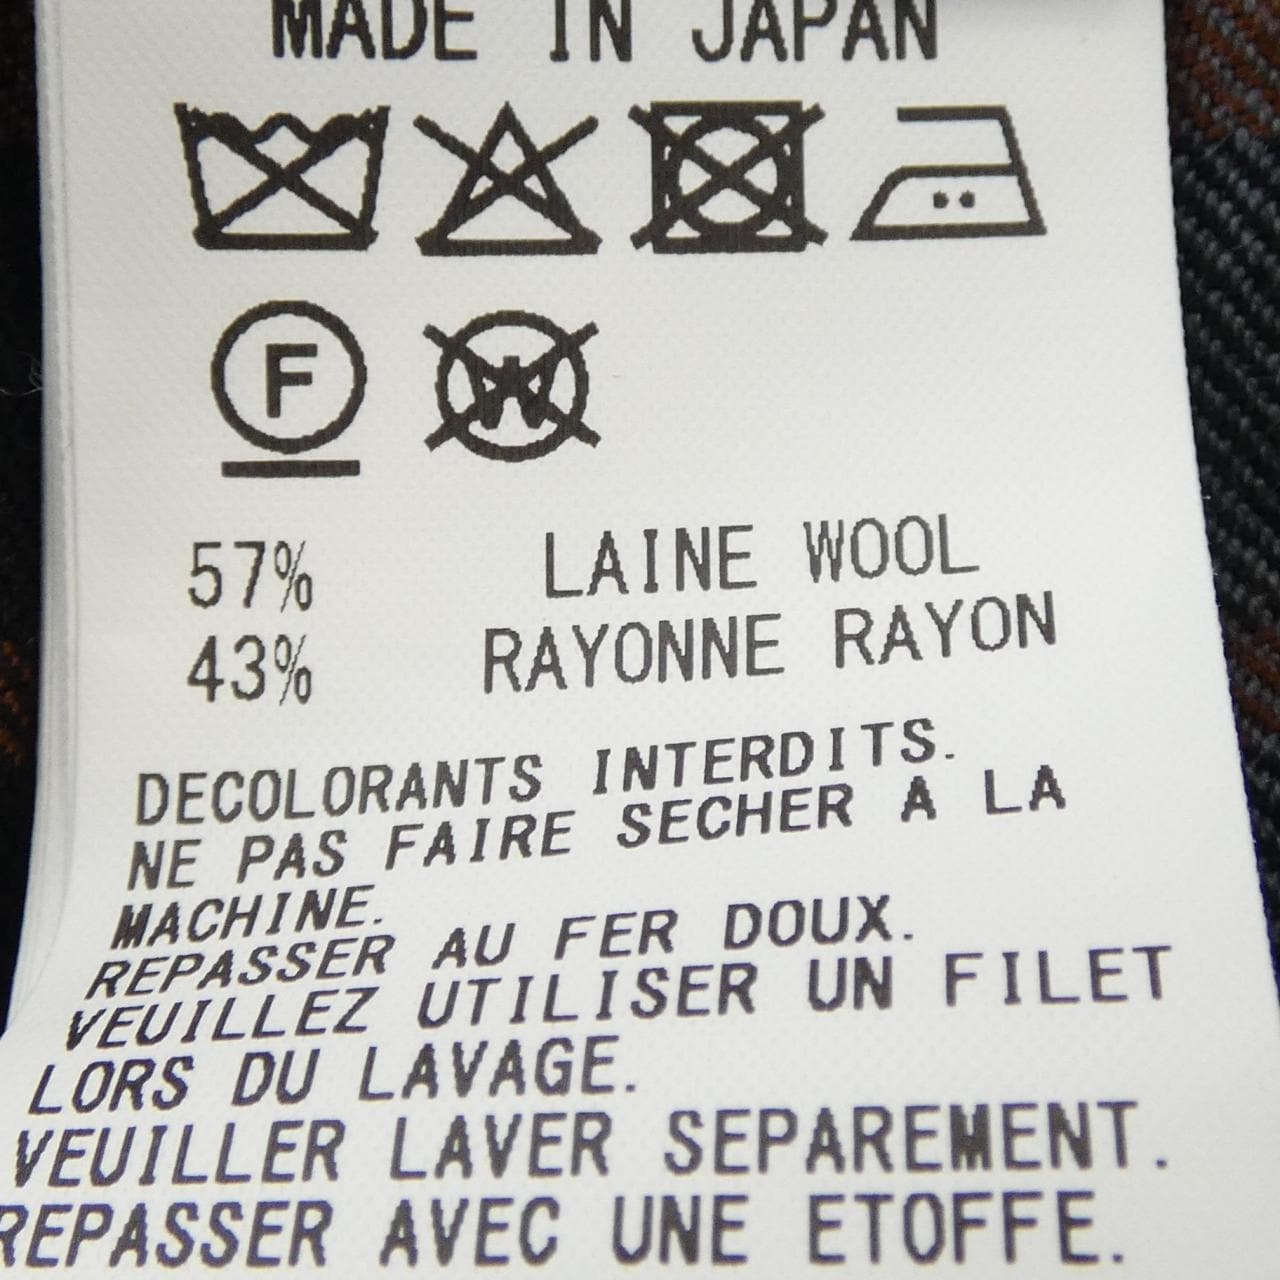 MADE IN JAPAN
F W
57% LAINE WOOL
43% RAYONNE RAYON
DECOLORANTS INTERDITS.
NE PAS FAIRE SECHER A LA
MACHINE.
REPASSER AU FER DOUX.
VEUILLEZ UTILISER UN FILET
LORS DU LAVAGE.
VEUILLER LAVER SEPAREMENT.
REPASSER AVEC UNE ETOFFE.